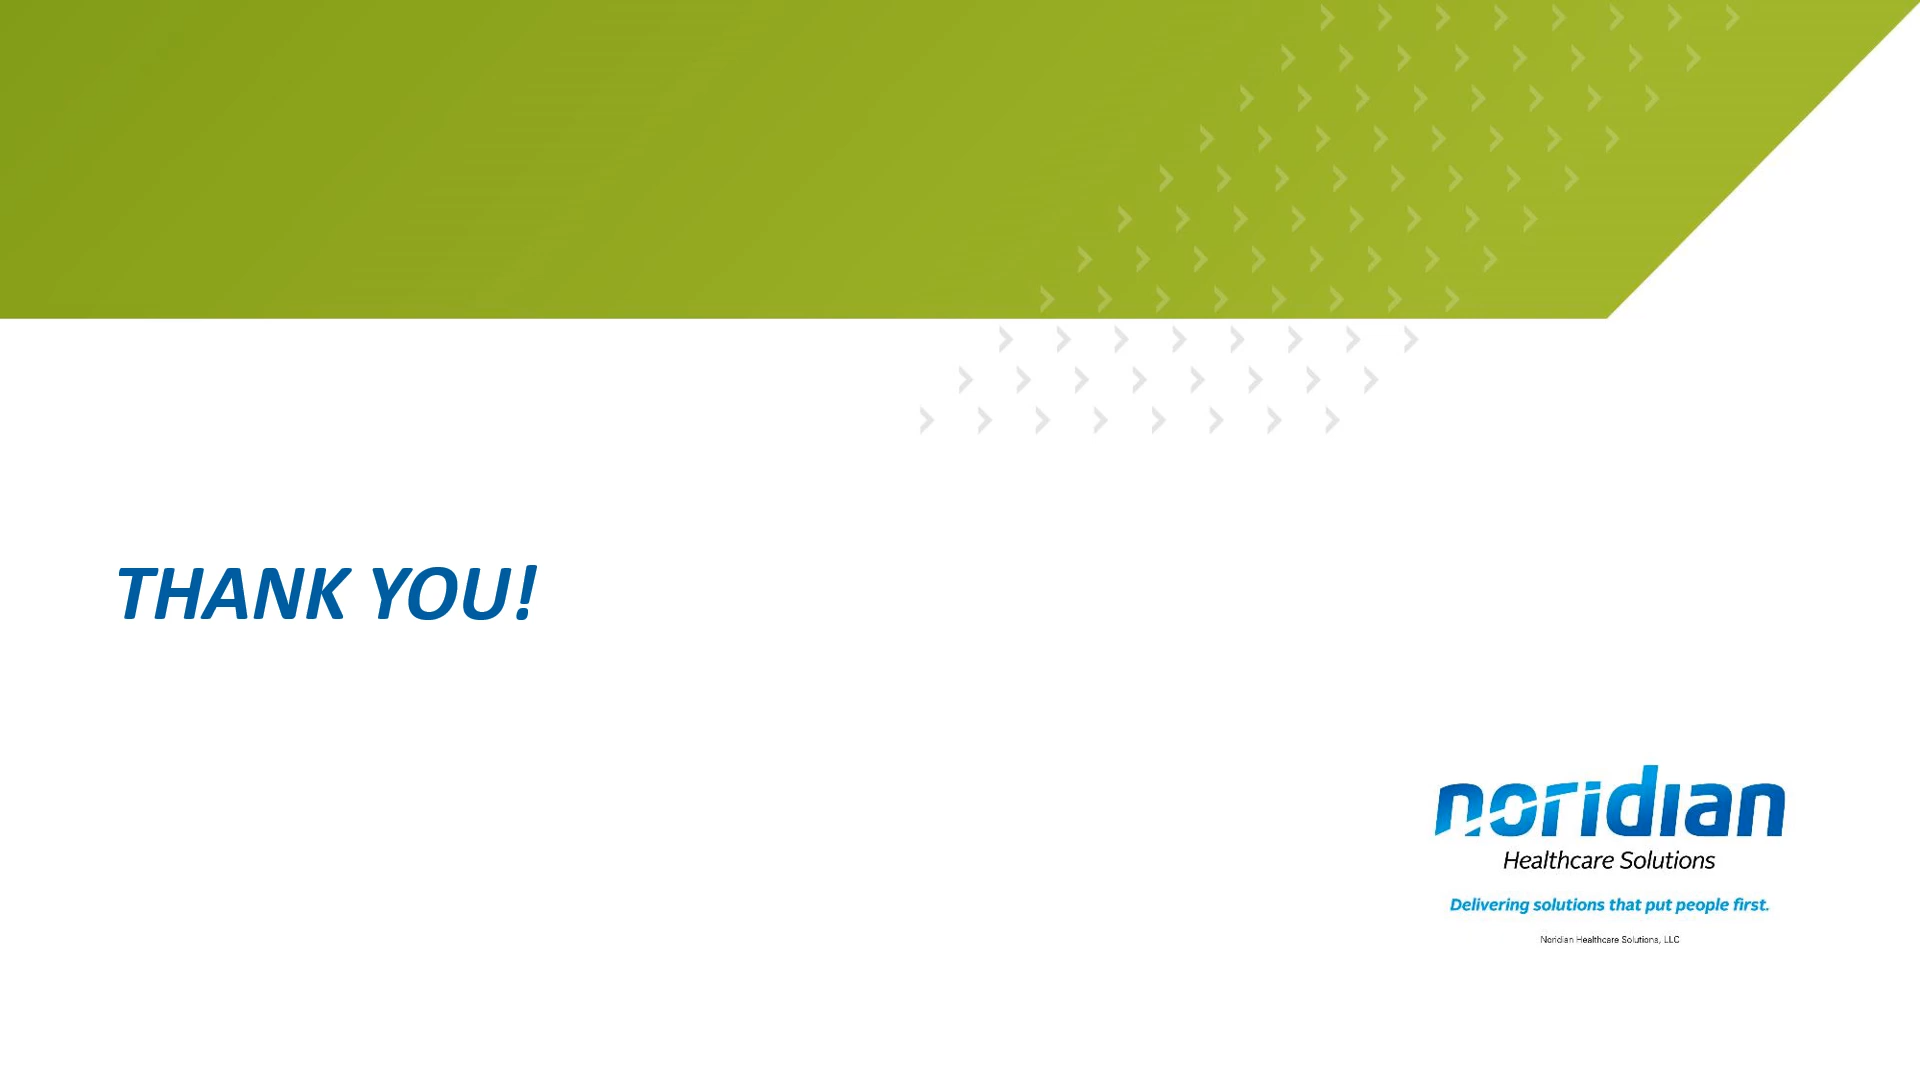 THANK YOU!
noridian
Healthcare Solutions
Delivering solutions that put people first.
Noridian Healthcare Solutions, LLC